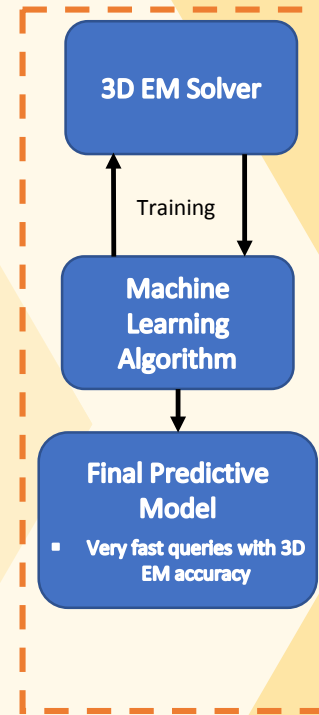 3D EM Solver
Training
Machine
Learning
Algorithm
Final Predictive
Model
▪ Very fast queries with 3D
EM accuracy